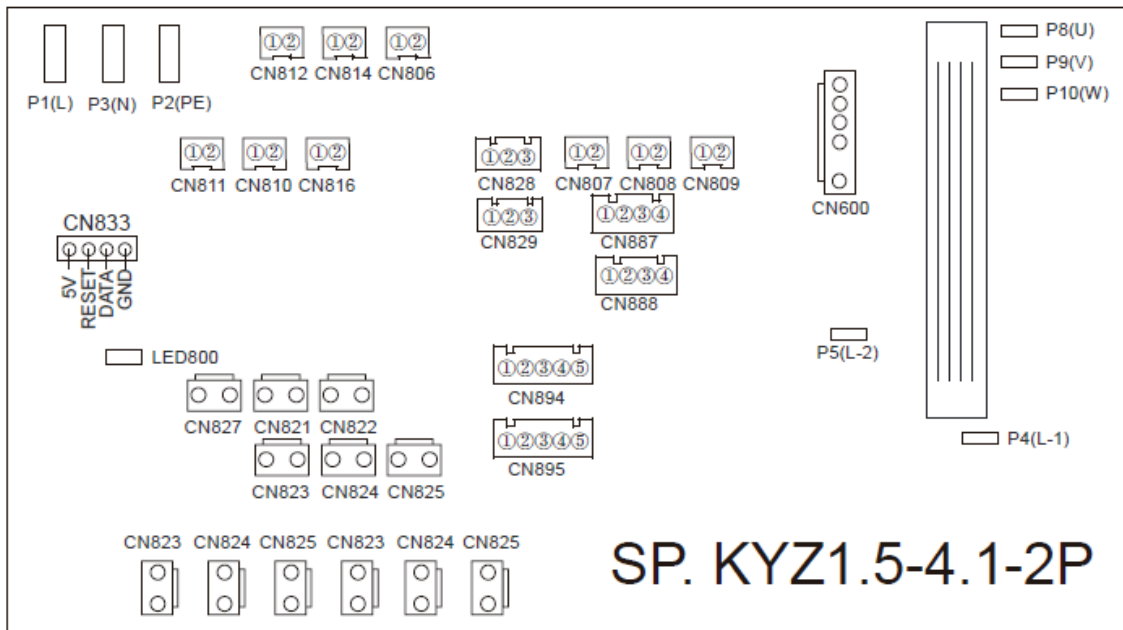 ①② ①② ①②
CN812 CN814 CN806
P1(L) P3(N) P2(PE)
P8(U)
P9(V)
P10(W)
①② ①② ①②
CN811 CN810 CN816
①②③ ①② ①② ①②
CN828 CN807 CN808 CN809
CN600
①②③ ①②③④
CN829 CN887
CN833
5V
RESET
DATA
GND
①②③④
CN888
LED800
P5(L-2)
①②③④⑤
CN894
CN827 CN821 CN822
①②③④⑤
CN895
P4(L-1)
CN823 CN824 CN825
CN823 CN824 CN825 CN823 CN824 CN825
SP. KYZ1.5-4.1-2P